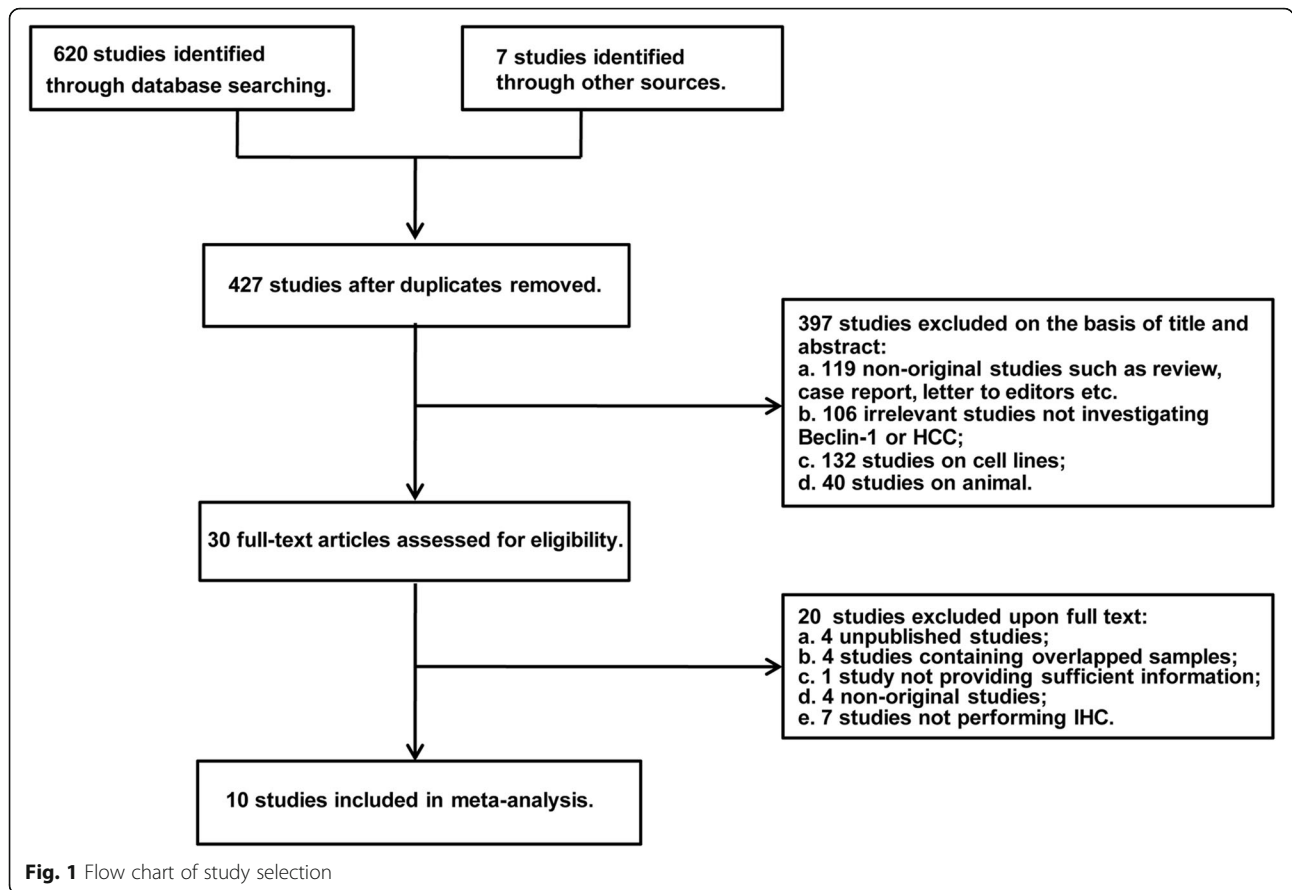 620 studies identified
through database searching.
7 studies identified
through other sources.
427 studies after duplicates removed.
397 studies excluded on the basis of title and
abstract:
a. 119 non-original studies such as review,
case report, letter to editors etc.
b. 106 irrelevant studies not investigating
Beclin-1 or HCC;
c. 132 studies on cell lines;
d. 40 studies on animal.
30 full-text articles assessed for eligibility.
20 studies excluded upon full text:
a. 4 unpublished studies;
b. 4 studies containing overlapped samples;
c. 1 study not providing sufficient information;
d. 4 non-original studies;
e. 7 studies not performing IHC.
10 studies included in meta-analysis.
Fig. 1 Flow chart of study selection